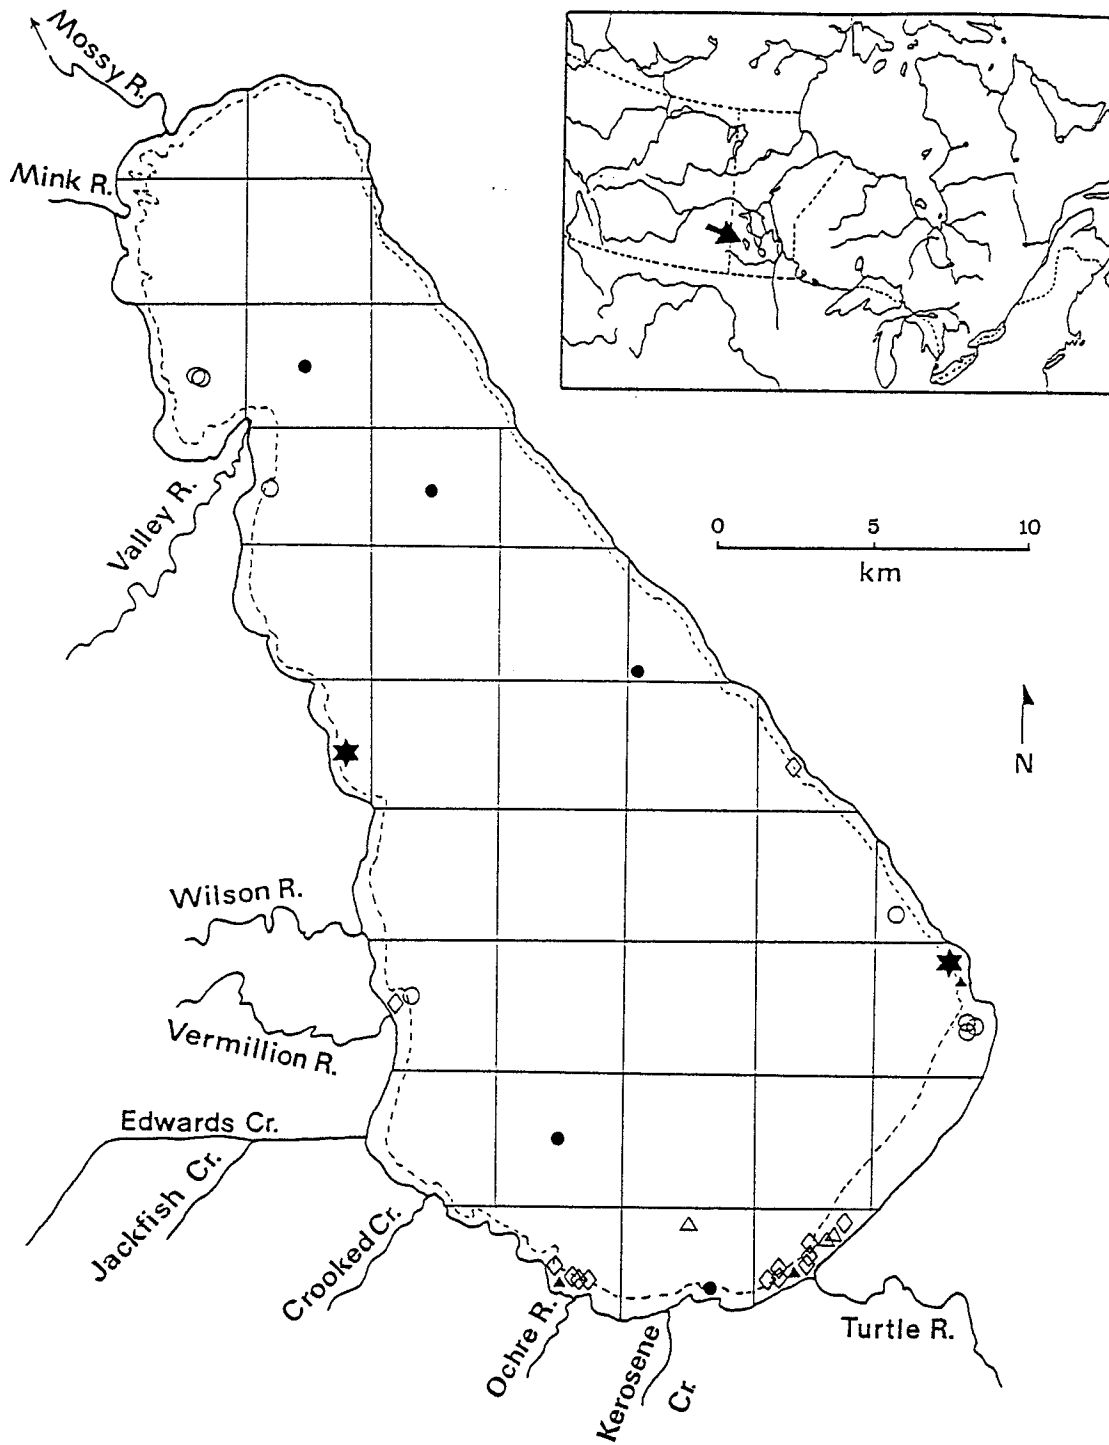 Mossy R.
Mink R.
Valley R.
0 5 10
km
N
Wilson R.
Vermillion R.
Edwards Cr.
Jackfish Cr.
Crooked Cr.
Ochre R.
Kerosene
Cr.
Turtle R.